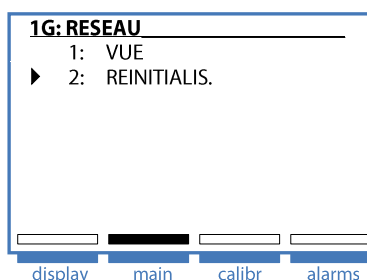 1G: RESEAU
1: VUE
2: REINITIALIS.
display main calibr alarms